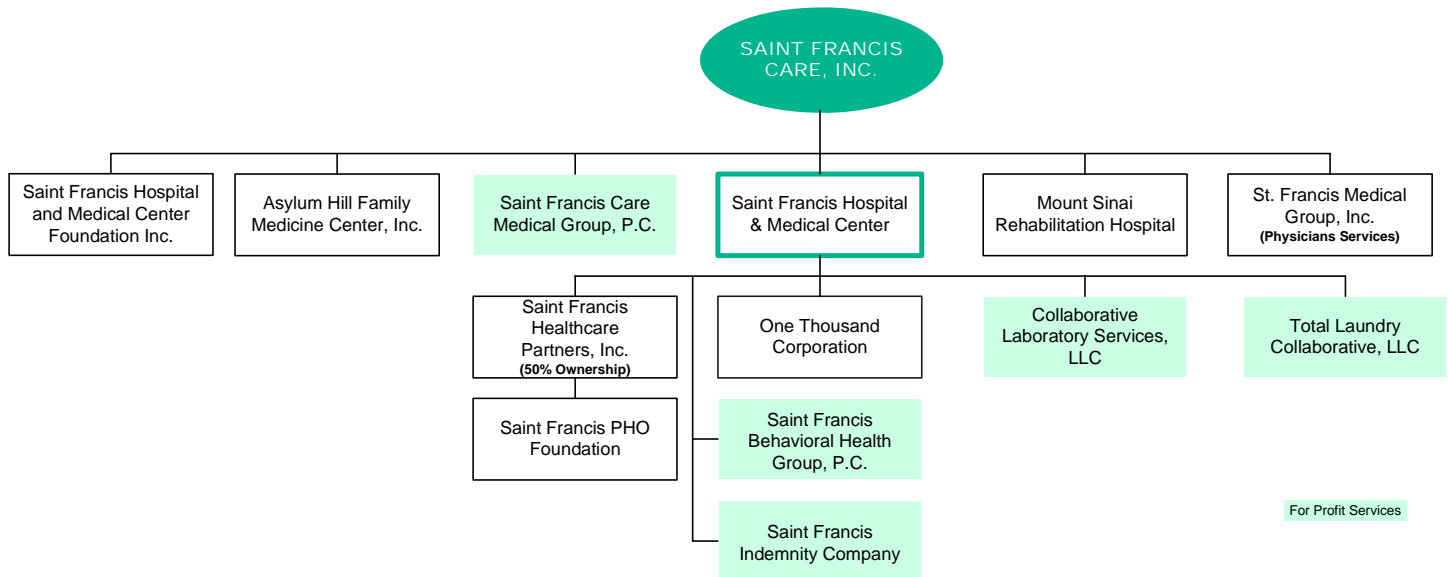 SAINT FRANCIS
CARE, INC.
Saint Francis Hospital
and Medical Center
Foundation Inc.
Asylum Hill Family
Medicine Center, Inc.
Saint Francis Care
Medical Group, P.C.
Saint Francis Hospital
& Medical Center
Mount Sinai
Rehabilitation Hospital
St. Francis Medical
Group, Inc.
(Physicians Services)
Saint Francis
Healthcare
Partners, Inc.
(50% Ownership)
One Thousand
Corporation
Collaborative
Laboratory Services,
LLC
Total Laundry
Collaborative, LLC
Saint Francis PHO
Foundation
Saint Francis
Behavioral Health
Group, P.C.
Saint Francis
Indemnity Company
For Profit Services